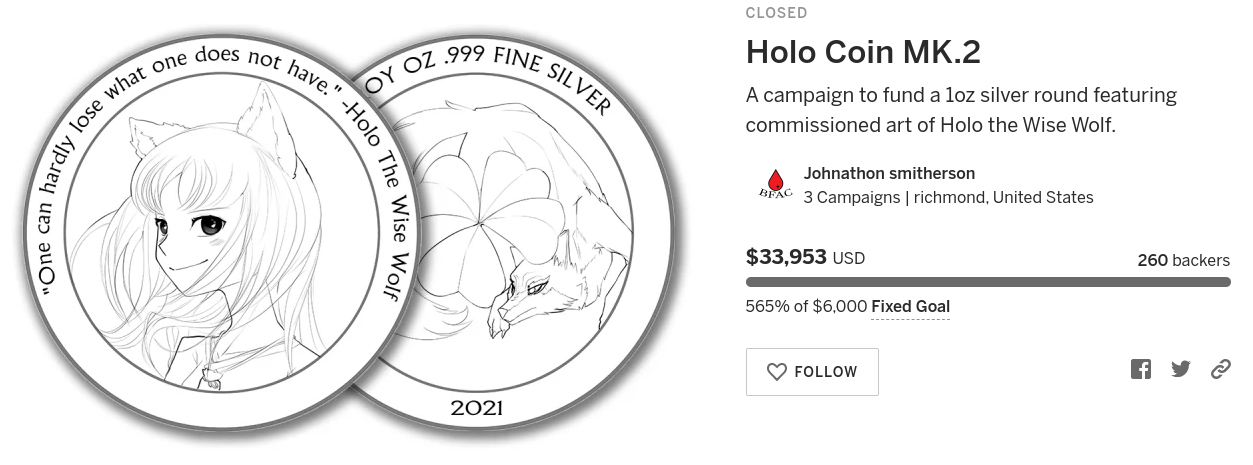 "One can hardly lose what one does not have." -Holo The Wise Wolf
OY OZ .999 FINE SILVER
2021
CLOSED
Holo Coin MK.2
A campaign to fund a 1oz silver round featuring
commissioned art of Holo the Wise Wolf.
BFAC
Johnathon smitherson
3 Campaigns | richmond, United States
$33,953 USD
260 backers
565% of $6,000 Fixed Goal
FOLLOW